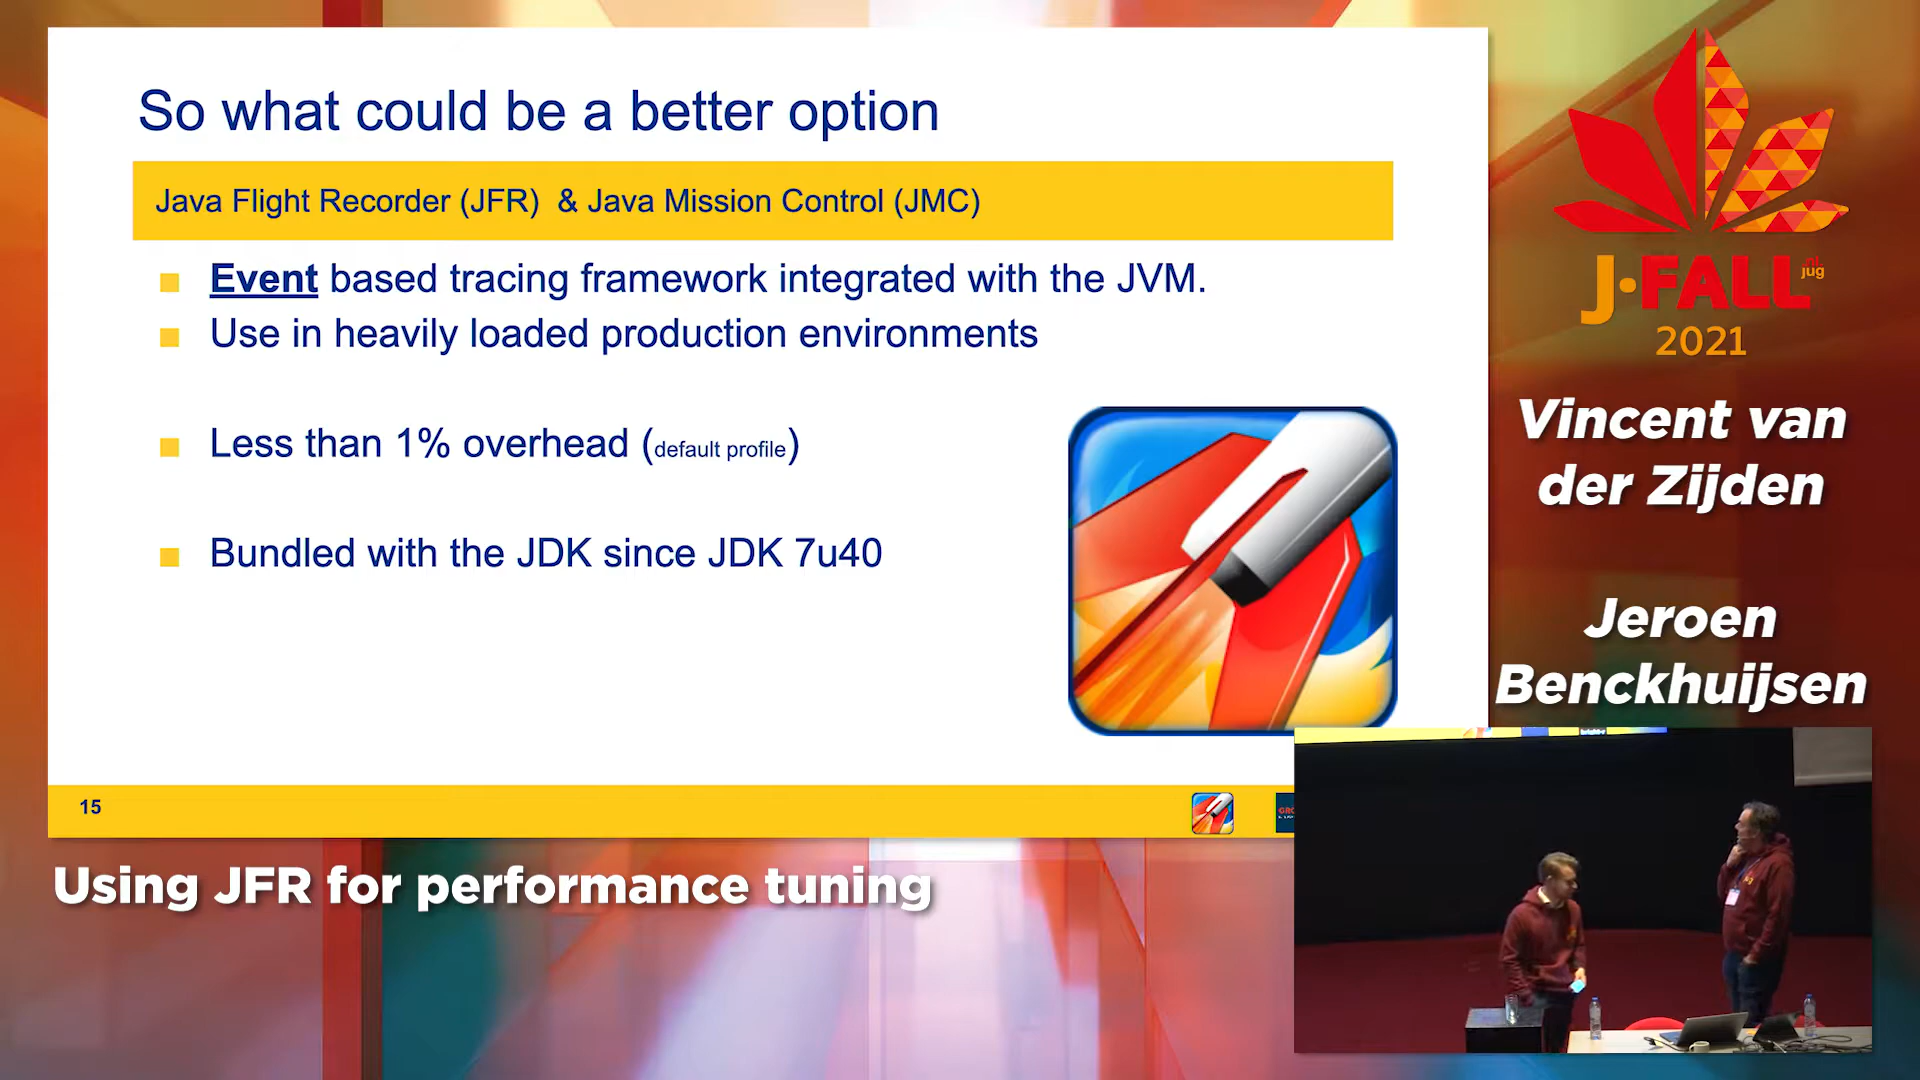 So what could be a better option
Java Flight Recorder (JFR) & Java Mission Control (JMC)
Event based tracing framework integrated with the JVM.
Use in heavily loaded production environments
Less than 1% overhead (default profile)
Bundled with the JDK since JDK 7u40
15
Using JFR for performance tuning
nl
jug
J·FALL
2021
Vincent van
der Zijden
Jeroen
Benckhuijsen